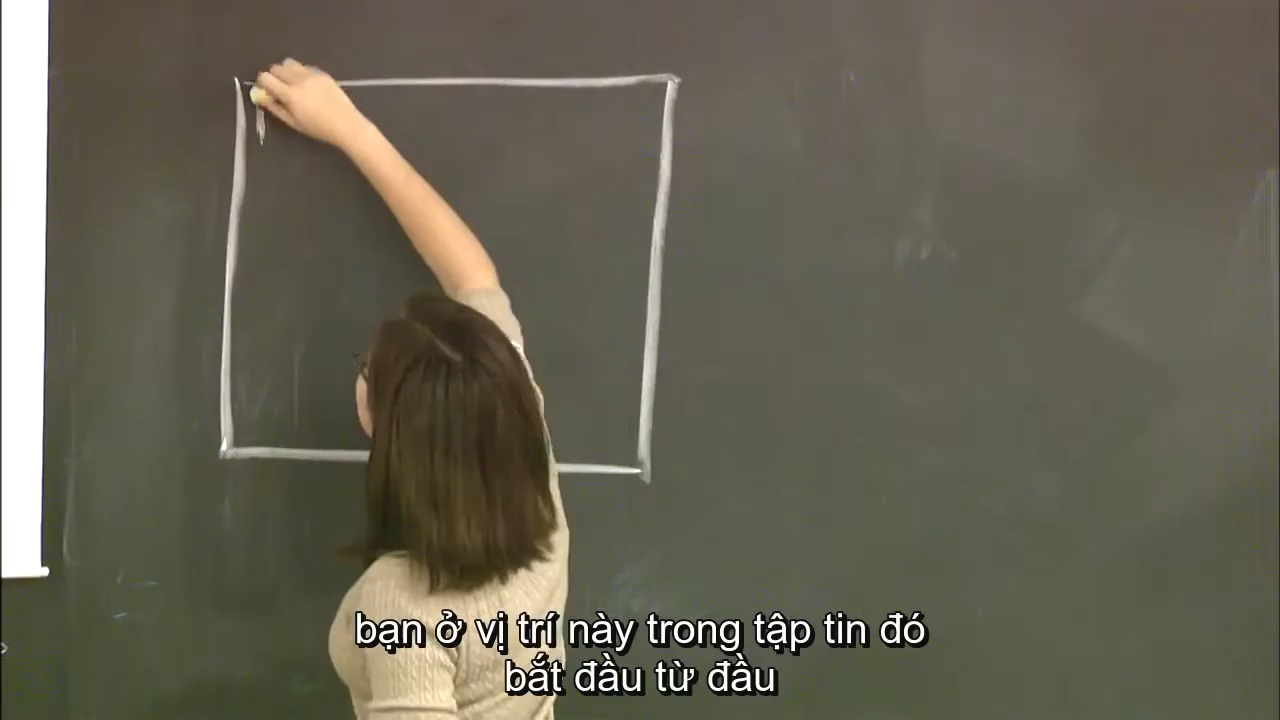 bạn ở vị trí này trong tập tin đó
bắt đầu từ đầu